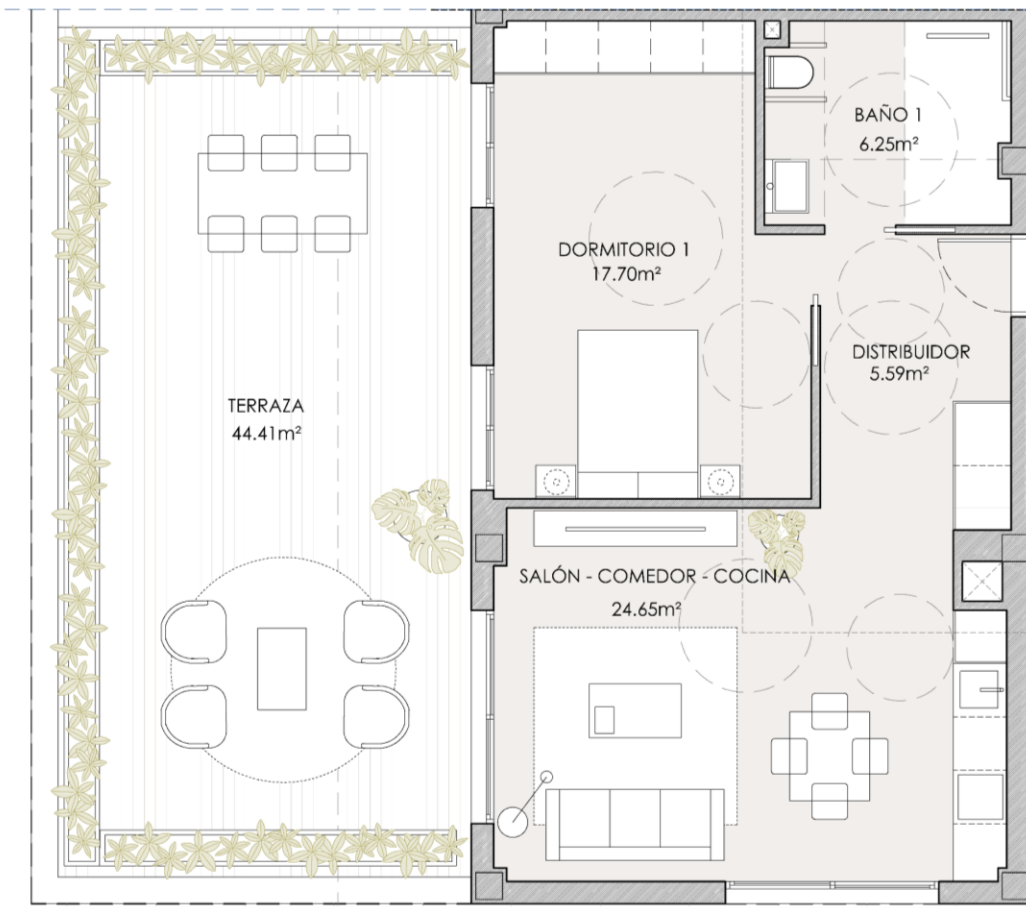 BAÑO 1
6.25m²
DORMITORIO 1
17.70m²
DISTRIBUIDOR
5.59m²
TERRAZA
44.41m²
SALÓN - COMEDOR - COCINA
24.65m²